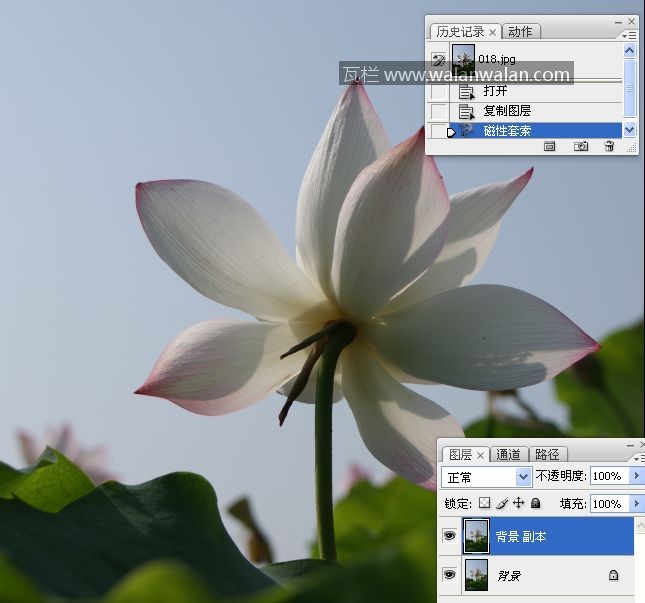 历史记录 动作
018.jpg
瓦栏 www.walanwalan.com
打开
复制图层
磁性套索
图层 通道 路径
正常 不透明度: 100%
锁定: 填充: 100%
背景 副本
背景